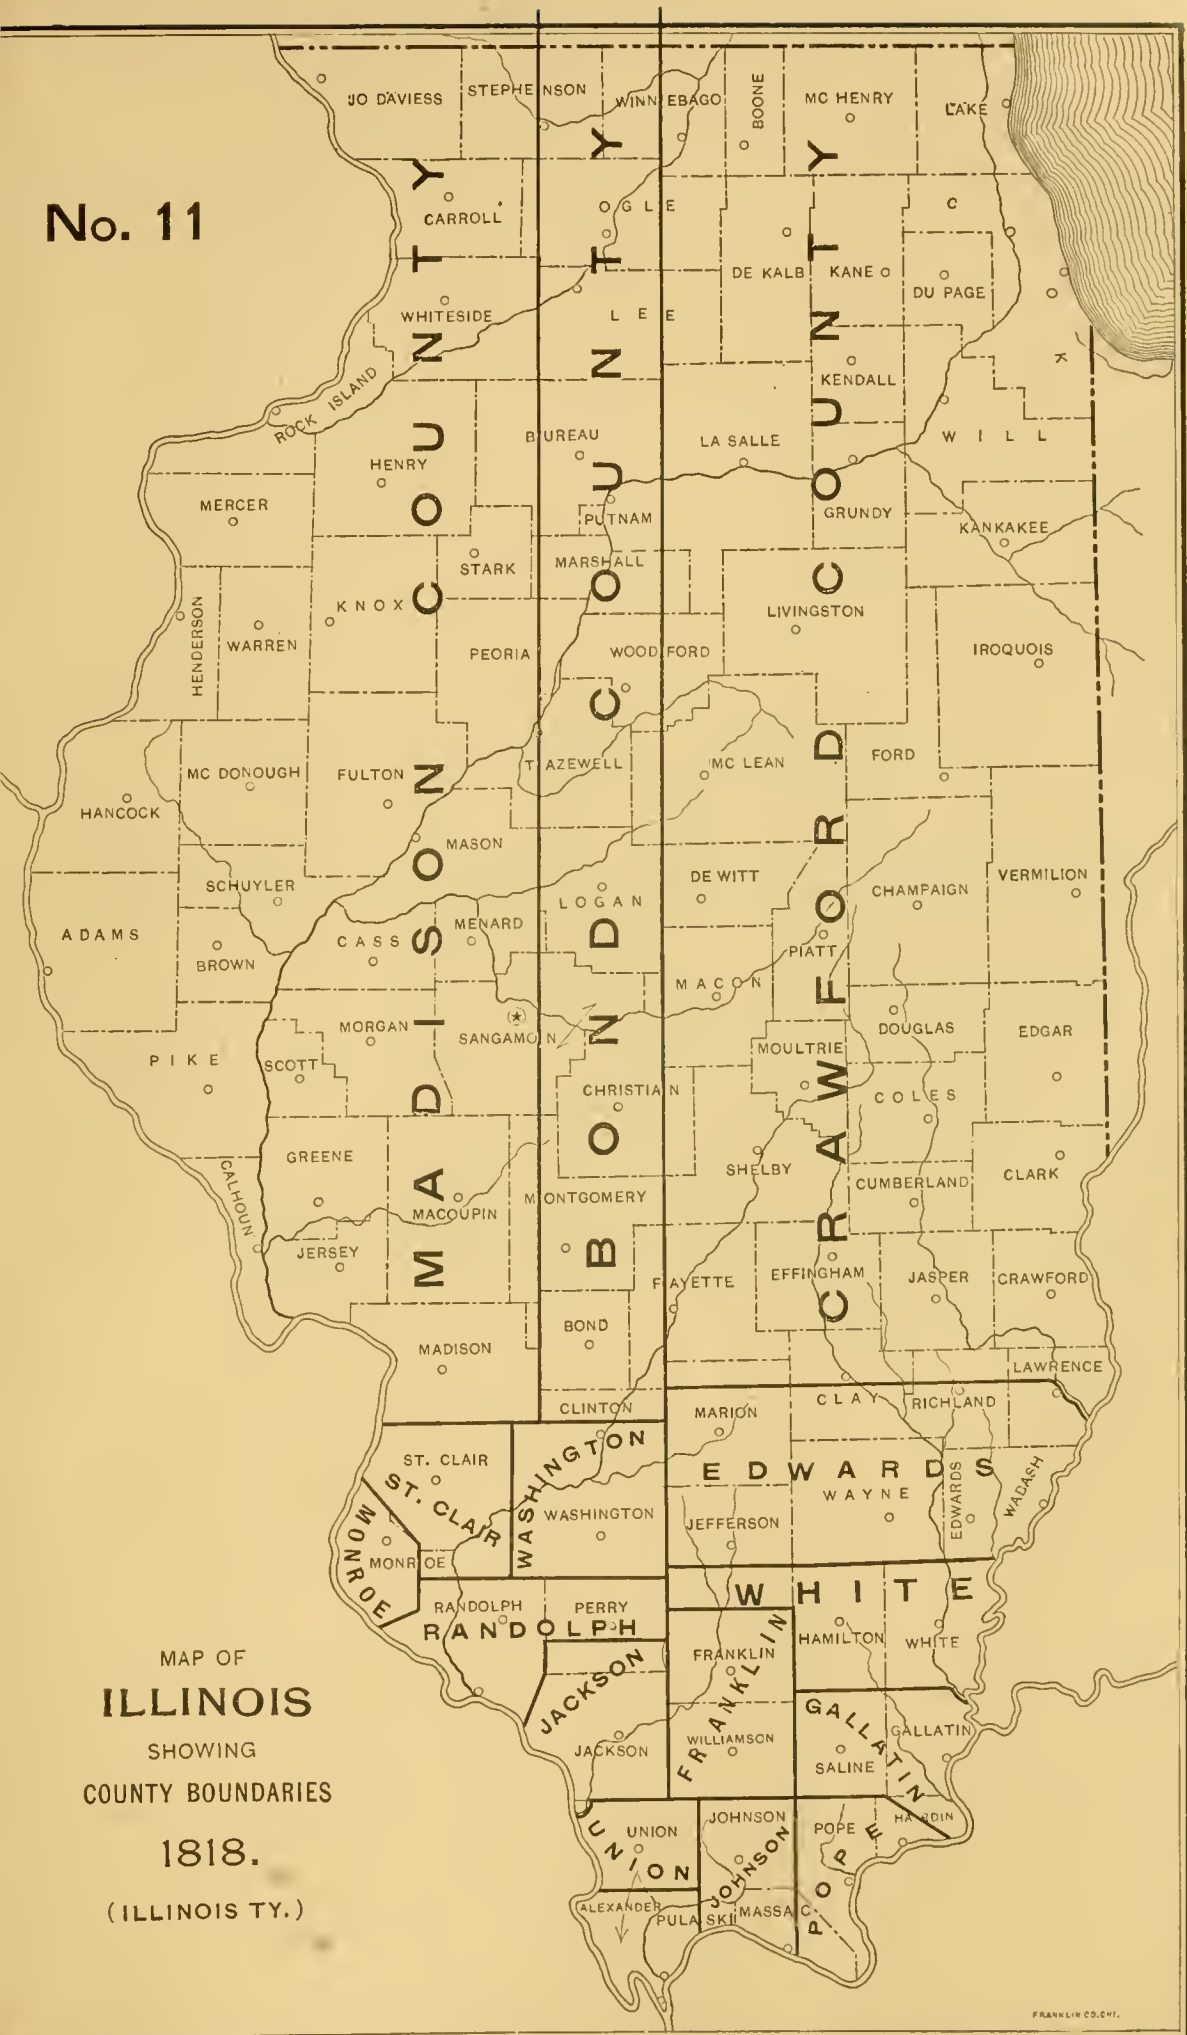 No. 11
JO DAVIESS
STEPHENSON
WINNEBAGO
BOONE
MC HENRY
LAKE
CARROLL
OGLE
DE KALB
KANE
COOK
DU PAGE
WHITESIDE
LEE
KENDALL
ROCK ISLAND
BUREAU
LA SALLE
WILL
HENRY
MERCER
PUTNAM
GRUNDY
KANKAKEE
STARK
MARSHALL
KNOX
HENDERSON
WARREN
LIVINGSTON
PEORIA
WOODFORD
IROQUOIS
MC DONOUGH
FULTON
TAZEWELL
MC LEAN
FORD
HANCOCK
MASON
SCHUYLER
DE WITT
CHAMPAIGN
VERMILION
LOGAN
ADAMS
BROWN
CASS
MENARD
PIATT
MACON
MORGAN
SANGAMON
DOUGLAS
EDGAR
PIKE
SCOTT
MOULTRIE
CHRISTIAN
COLES
GREENE
SHELBY
CLARK
CALHOUN
MACOUPIN
MONTGOMERY
CUMBERLAND
JERSEY
FAYETTE
EFFINGHAM
JASPER
CRAWFORD
BOND
MADISON
LAWRENCE
CLINTON
MARION
CLAY
RICHLAND
MADISON COUNTY
BOND COUNTY
CRAWFORD COUNTY
ST. CLAIR
ST. CLAIR
WASHINGTON
WASHINGTON
EDWARDS
WAYNE
EDWARDS
WABASH
JEFFERSON
MONROE
MONROE
WHITE
RANDOLPH
PERRY
RANDOLPH
HAMILTON
WHITE
FRANKLIN
FRANKLIN
JACKSON
JACKSON
WILLIAMSON
GALLATIN
GALLATIN
SALINE
HARDIN
UNION
UNION
JOHNSON
JOHNSON
POPE
POPE
ALEXANDER
PULASKI
MASSAC
MAP OF
ILLINOIS
SHOWING
COUNTY BOUNDARIES
1818.
(ILLINOIS TY.)
FRANKLIN CO. CHI.